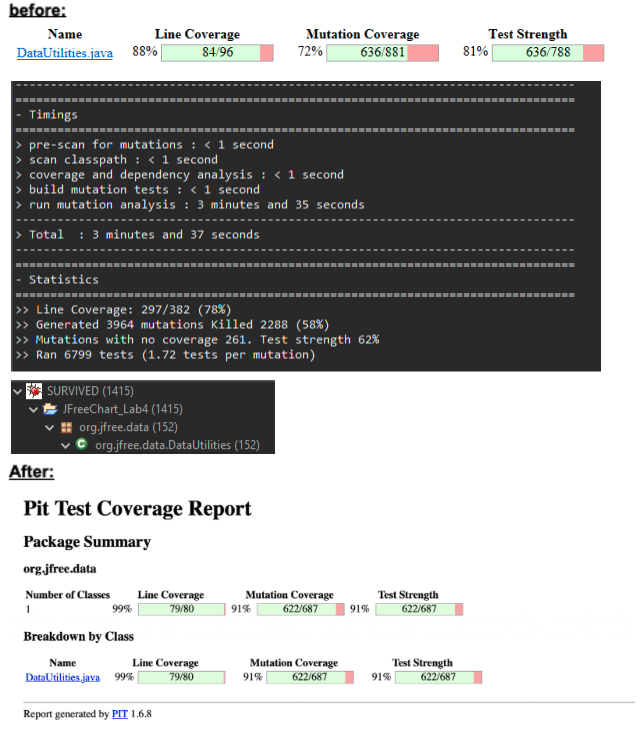 before:
Name Line Coverage Mutation Coverage Test Strength
DataUtilities.java 88% 84/96 72% 636/881 81% 636/788
- Timings
> pre-scan for mutations : < 1 second
> scan classpath : < 1 second
> coverage and dependency analysis : < 1 second
> build mutation tests : < 1 second
> run mutation analysis : 3 minutes and 35 seconds
> Total : 3 minutes and 37 seconds
- Statistics
>> Line Coverage: 297/382 (78%)
>> Generated 3964 mutations Killed 2288 (58%)
>> Mutations with no coverage 261. Test strength 62%
>> Ran 6799 tests (1.72 tests per mutation)
SURVIVED (1415)
JFreeChart_Lab4 (1415)
org.jfree.data (152)
org.jfree.data.DataUtilities (152)
After:
Pit Test Coverage Report
Package Summary
org.jfree.data
Number of Classes Line Coverage Mutation Coverage Test Strength
1 99% 79/80 91% 622/687 91% 622/687
Breakdown by Class
Name Line Coverage Mutation Coverage Test Strength
DataUtilities.java 99% 79/80 91% 622/687 91% 622/687
Report generated by PIT 1.6.8